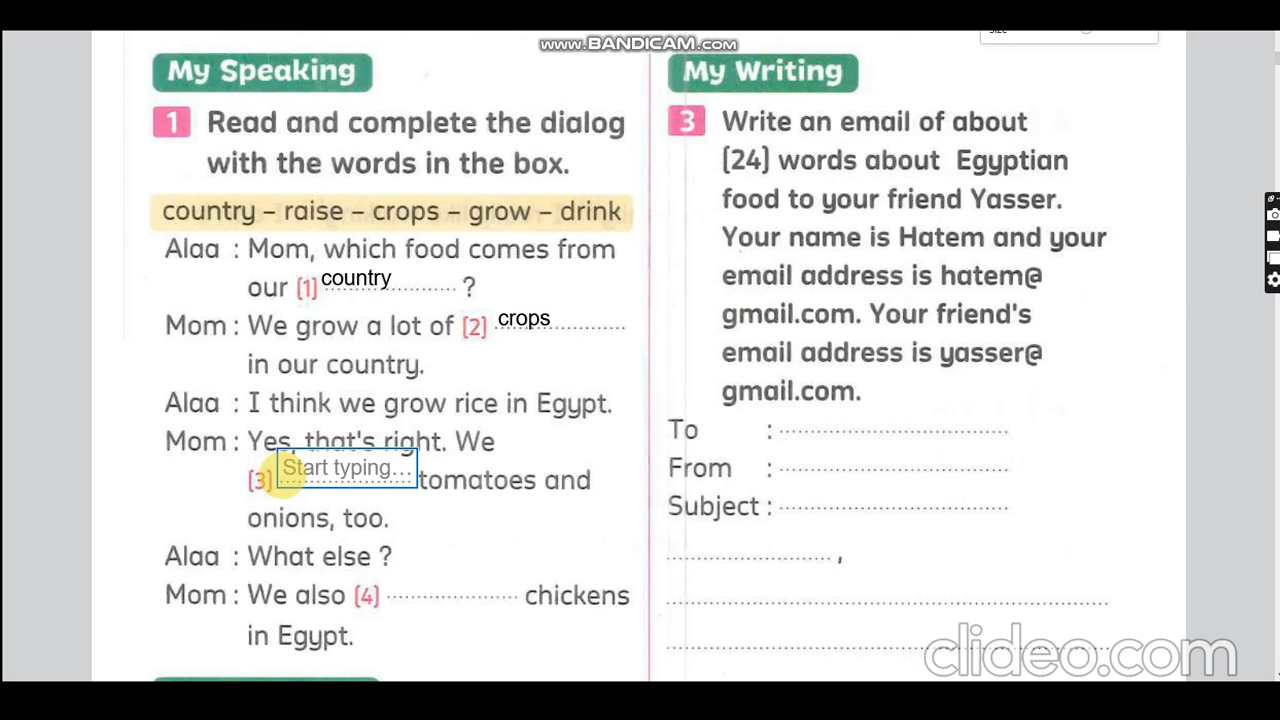 www.BANDICAM.com
size
My Speaking
1 Read and complete the dialog
with the words in the box.
country – raise – crops – grow – drink
Alaa : Mom, which food comes from
our [1] country ?
Mom : We grow a lot of [2] crops
in our country.
Alaa : I think we grow rice in Egypt.
Mom : Yes, that's right. We
[3] Start typing... tomatoes and
onions, too.
Alaa : What else ?
Mom : We also [4] .................... chickens
in Egypt.
My Writing
3 Write an email of about
[24] words about Egyptian
food to your friend Yasser.
Your name is Hatem and your
email address is hatem@
gmail.com. Your friend's
email address is yasser@
gmail.com.
To : ........................................
From : ........................................
Subject : ........................................
............................ ,
clideo.com